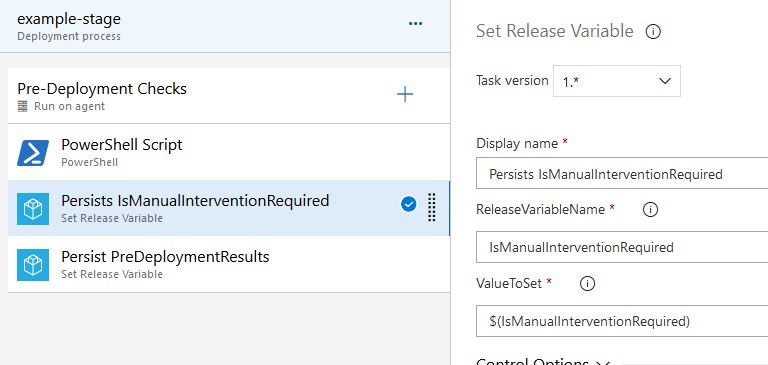 example-stage
Deployment process
Pre-Deployment Checks
Run on agent
PowerShell Script
PowerShell
Persists IsManualInterventionRequired
Set Release Variable
Persist PreDeploymentResults
Set Release Variable
Set Release Variable
Task version 1.*
Display name *
Persists IsManualInterventionRequired
ReleaseVariableName *
IsManualInterventionRequired
ValueToSet *
$(IsManualInterventionRequired)
Control Options